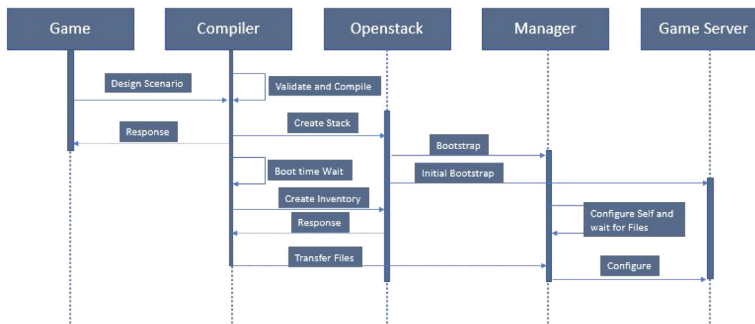 Game
Compiler
Openstack
Manager
Game Server
Design Scenario
Validate and Compile
Create Stack
Response
Bootstrap
Boot time Wait
Initial Bootstrap
Create Inventory
Response
Configure Self and
wait for Files
Transfer Files
Configure